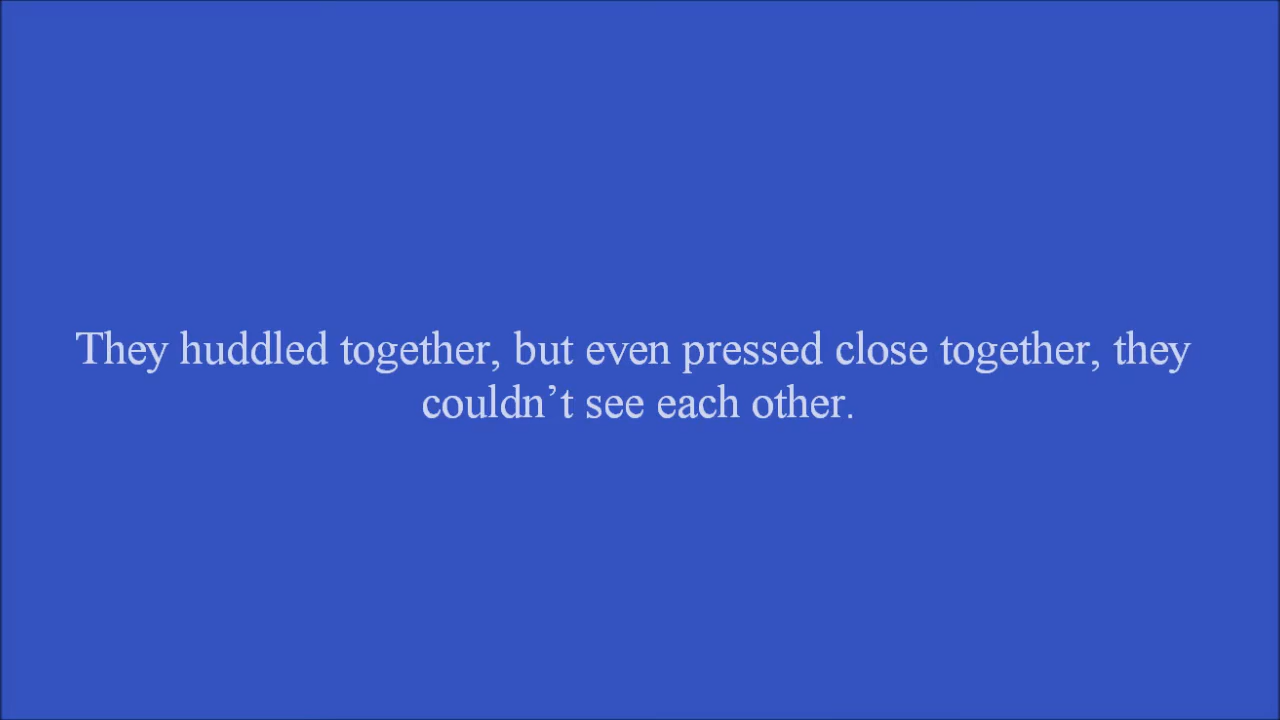 They huddled together, but even pressed close together, they
couldn’t see each other.